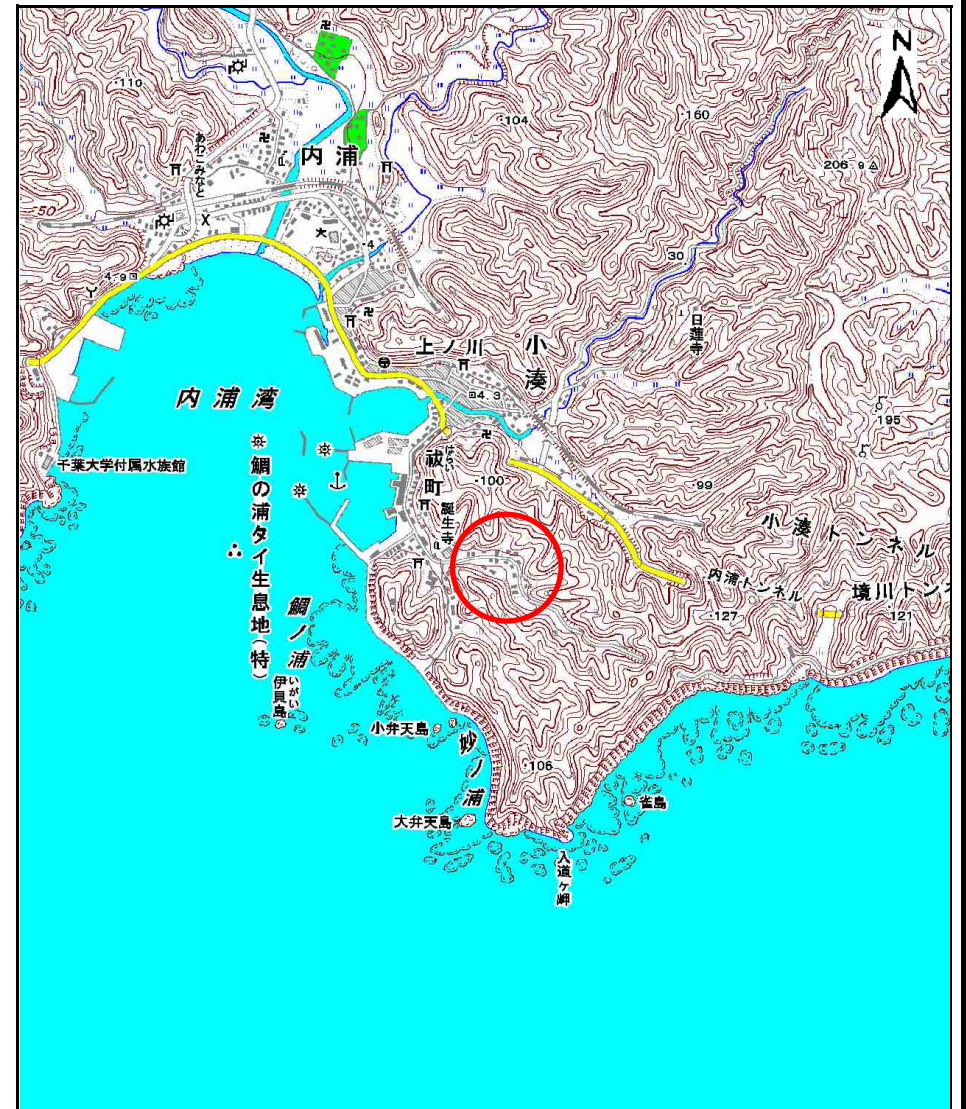 N
・110
・104
・160
206.9
あわこみなと
内浦
50
大
・4
4.9
30
日蓮寺
上ノ川
小湊
4.3
195
内浦湾
はらい
祓町
・100
・99
千葉大学付属水族館
鯛の浦タイ生息地(特)
誕生寺
小湊トンネル
内浦トンネル
境川トンネ
・127
・121
鯛ノ浦
いがい
伊貝島
小弁天島
妙ノ浦
・106
雀島
大弁天島
入道ヶ岬